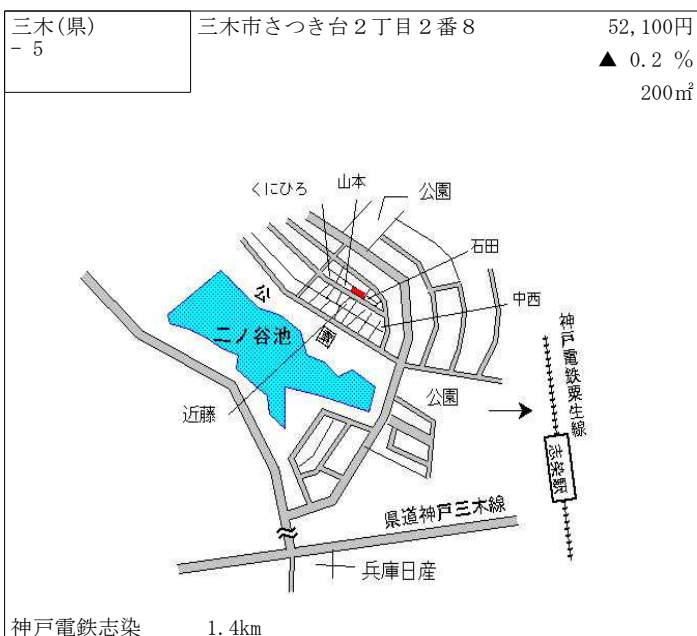 三木(県)
- 5
三木市さつき台２丁目２番８
52,100円
▲ 0.2 %
200㎡
くにひろ
山本
公園
石田
中西
公園
二ノ谷池
近藤
公園
神戸電鉄粟生線
志染駅
県道神戸三木線
兵庫日産
神戸電鉄志染 1.4km